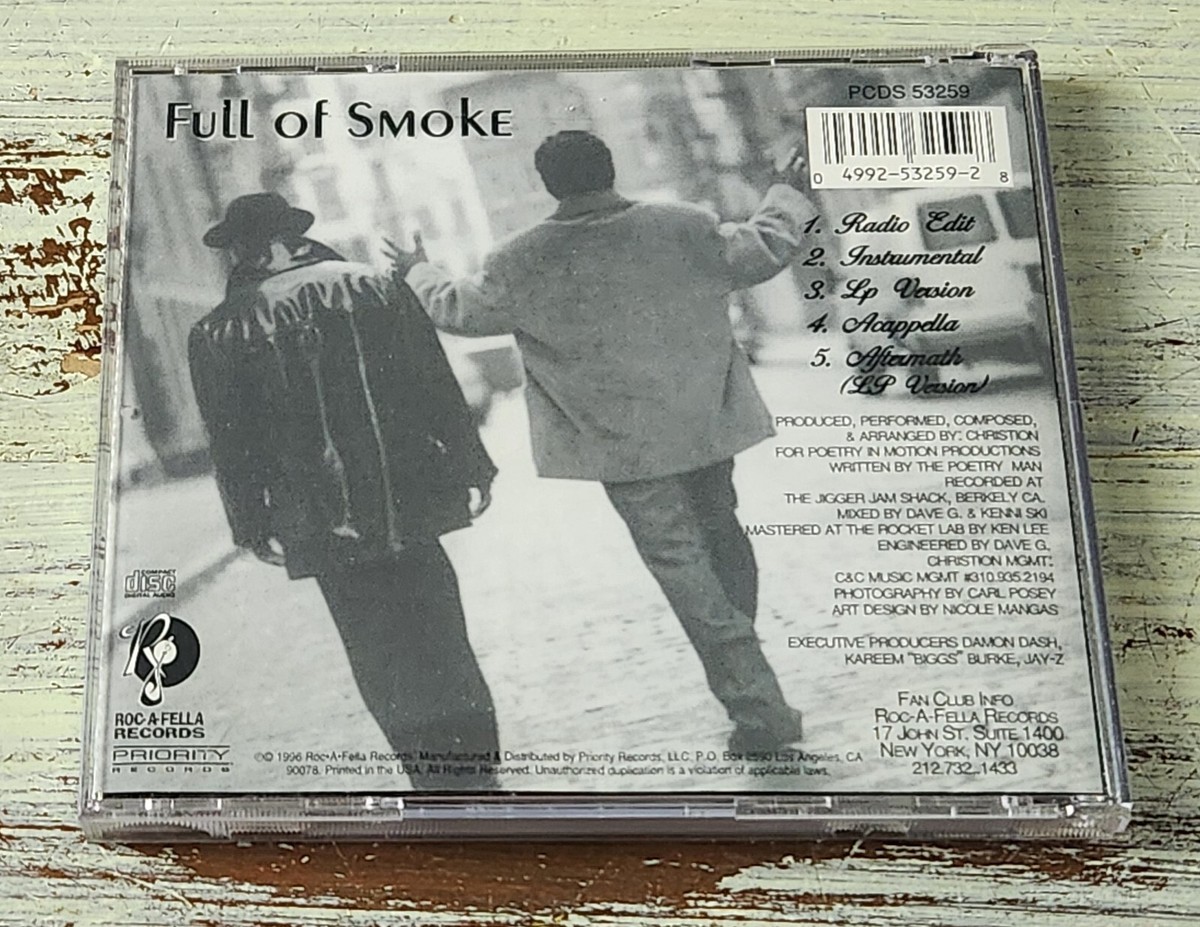 Full of Smoke
PCDS 53259
0 4992-53259-2 8
1. Radio Edit
2. Instrumental
3. Lp Version
4. Acappella
5. Aftermath
(LP Version)
PRODUCED, PERFORMED, COMPOSED,
& ARRANGED BY: CHRISTION
FOR POETRY IN MOTION PRODUCTIONS
WRITTEN BY THE POETRY MAN
RECORDED AT
THE JIGGER JAM SHACK, BERKELY CA.
MIXED BY DAVE G. & KENNI SKI
MASTERED AT THE ROCKET LAB BY KEN LEE
ENGINEERED BY DAVE G,
CHRISTION MGMT:
C&C MUSIC MGMT #310.935.2194
PHOTOGRAPHY BY CARL POSEY
ART DESIGN BY NICOLE MANGAS
EXECUTIVE PRODUCERS DAMON DASH,
KAREEM "BIGGS" BURKE, JAY-Z
FAN CLUB INFO
ROC-A-FELLA RECORDS
17 JOHN ST. SUITE 1400
NEW YORK, NY 10038
212.732..1433
COMPACT
disc
DIGITAL AUDIO
R
ROC-A-FELLA
RECORDS
PRIORITY
RECORDS
℗© 1996 Roc-A-Fella Records. Manufactured & Distributed by Priority Records, LLC. P.O. Box 2590 Los Angeles, CA
90078. Printed in the USA. All Rights Reserved. Unauthorized duplication is a violation of applicable laws.